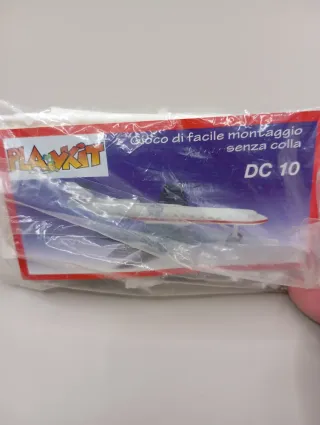 PLAYKIT
Gioco di facile montaggio
senza colla
DC 10